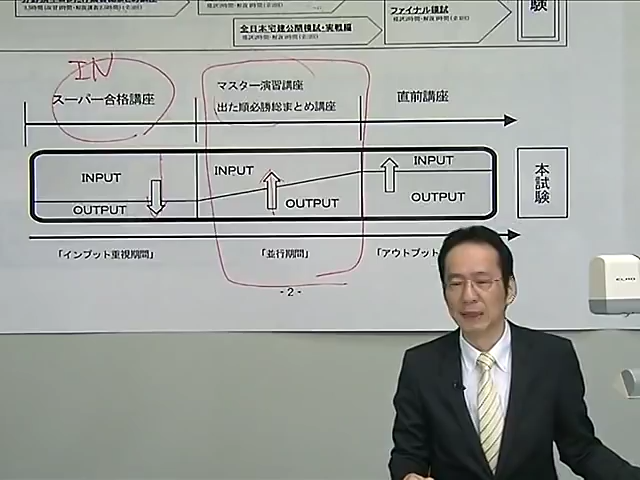 試験
ファイナル模試
全日本宅建公開模試・実戦編
IN
スーパー合格講座
マスター演習講座
出た順必勝総まとめ講座
直前講座
INPUT
OUTPUT
INPUT
OUTPUT
INPUT
OUTPUT
本試験
「インプット重視期間」
「並行期間」
「アウトプット
- 2 -
ELMO